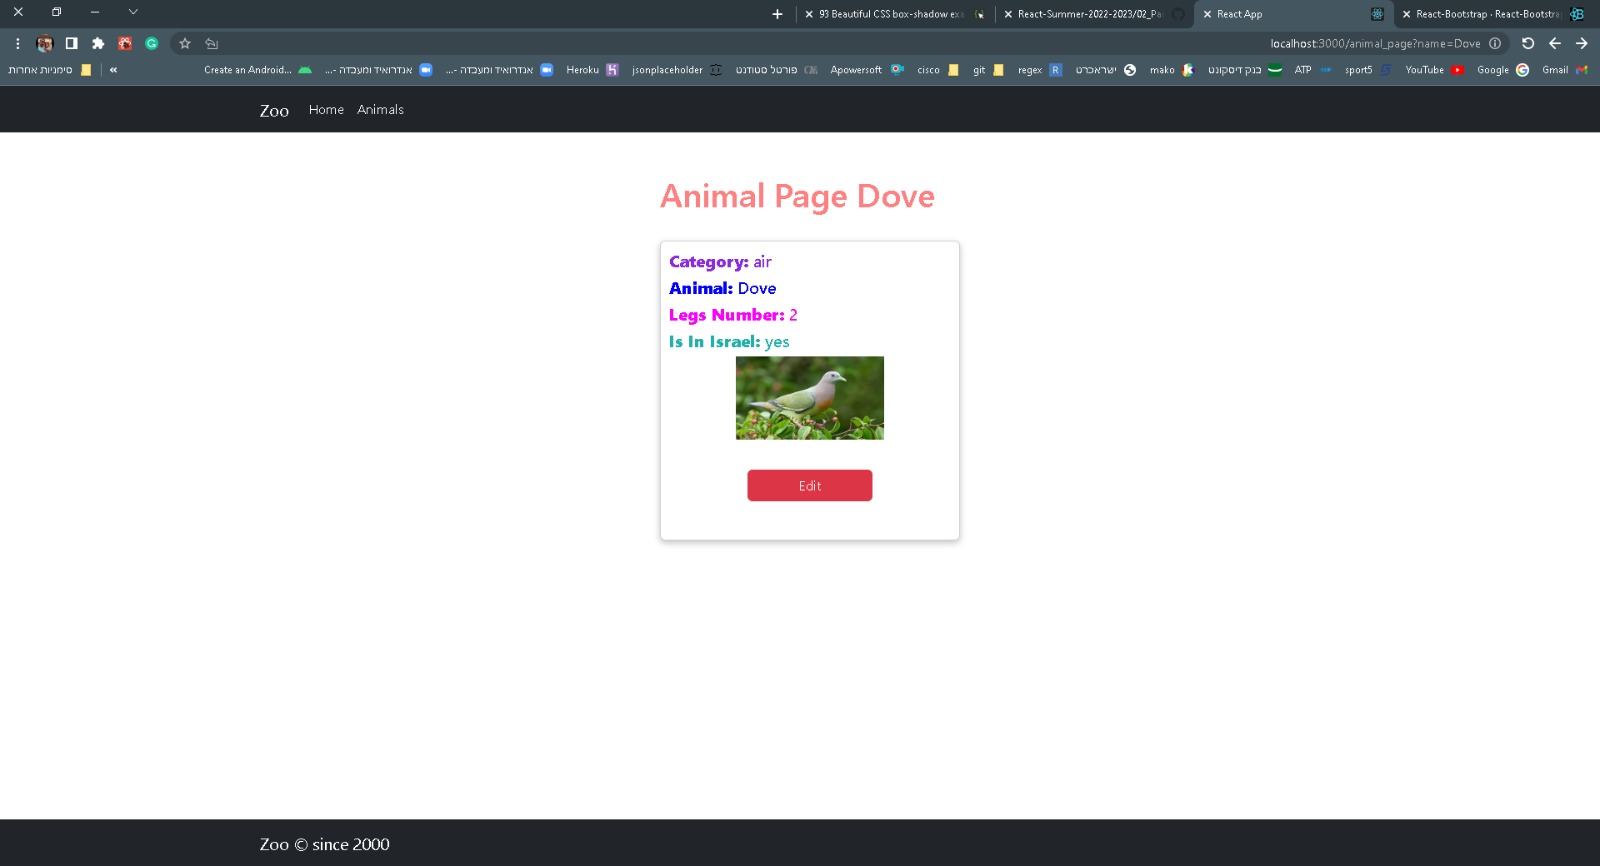 93 Beautiful CSS box-shadow exa
React-Summer-2022-2023/02_Pa
React App
React-Bootstrap · React-Bootstra
localhost:3000/animal_page?name=Dove
סימניות אחרות
«
Create an Android...
אנדרואיד ומעבדה -...
אנדרואיד ומעבדה -...
Heroku
jsonplaceholder
פורטל סטודנט
Apowersoft
cisco
git
regex
ישראכרט
mako
בנק דיסקונט
ATP
sport5
YouTube
Google
Gmail
Zoo
Home
Animals
Animal Page Dove
Category: air
Animal: Dove
Legs Number: 2
Is In Israel: yes
Edit
Zoo © since 2000